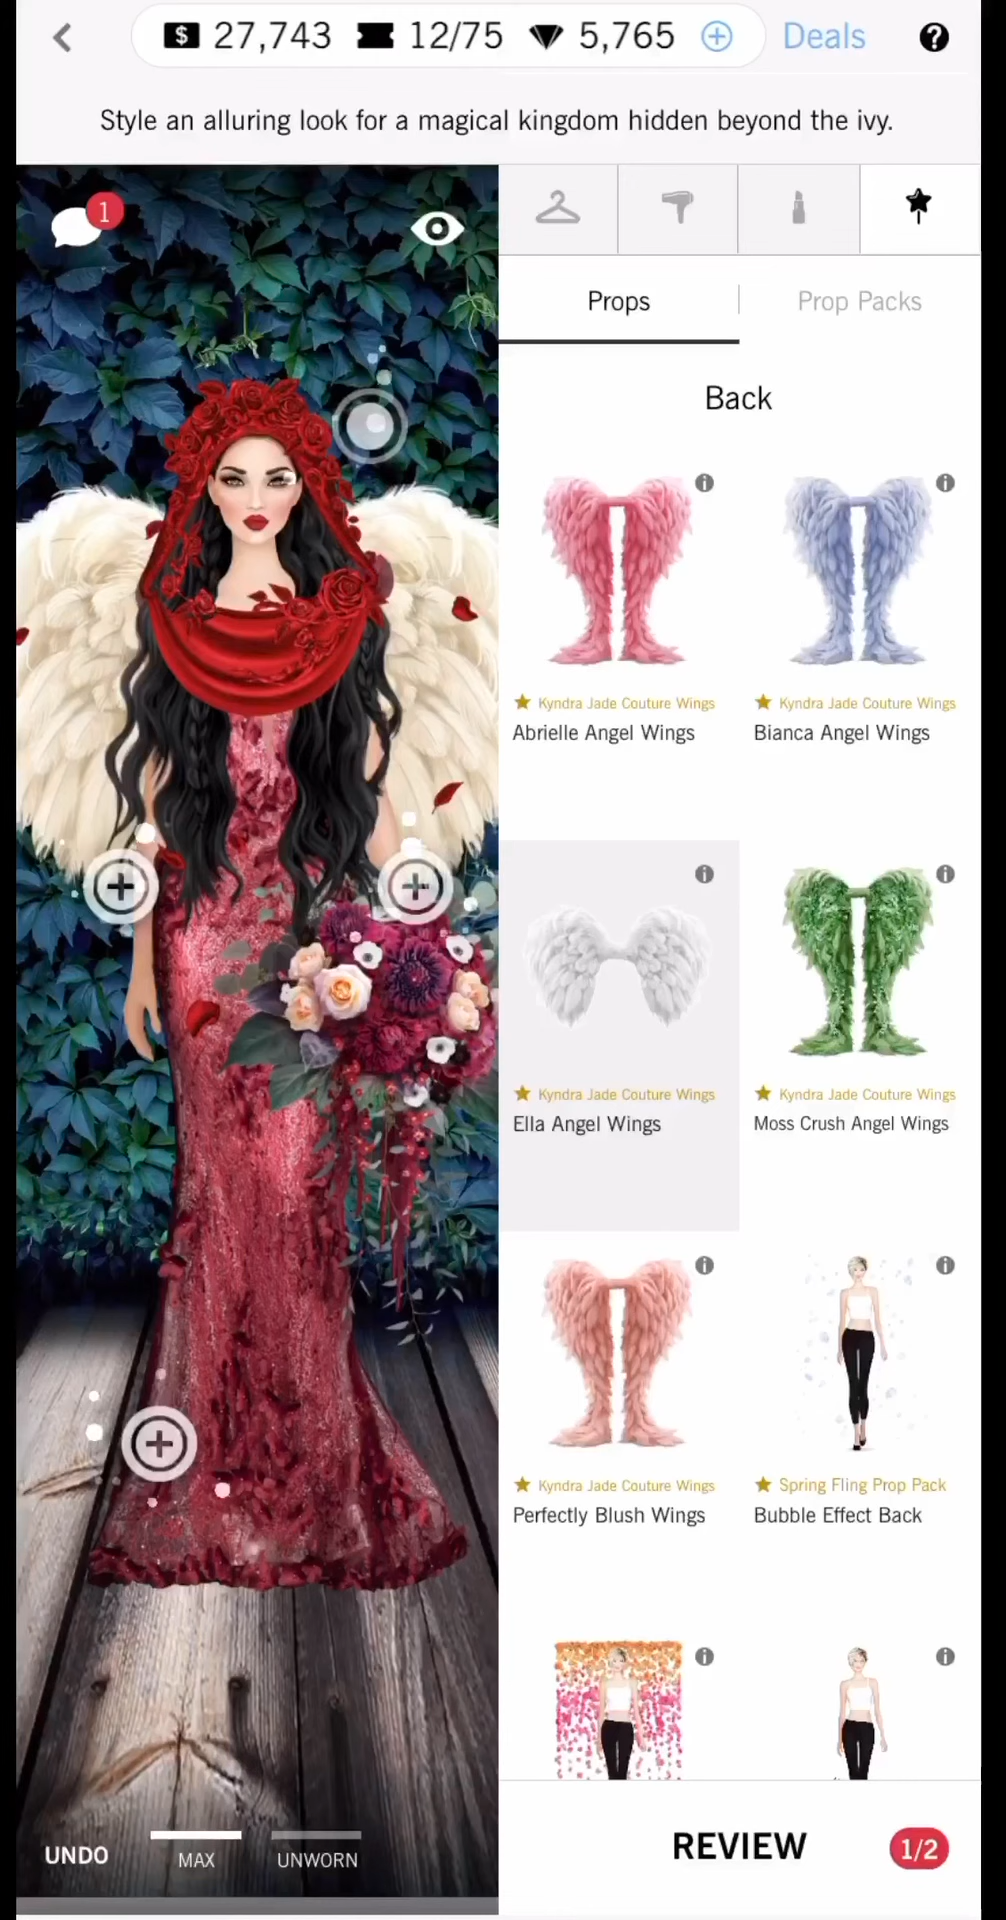 $ 27,743 12/75 5,765 + Deals ?
Style an alluring look for a magical kingdom hidden beyond the ivy.
1
Props
Prop Packs
Back
Kyndra Jade Couture Wings
Abrielle Angel Wings
Kyndra Jade Couture Wings
Bianca Angel Wings
Kyndra Jade Couture Wings
Ella Angel Wings
Kyndra Jade Couture Wings
Moss Crush Angel Wings
Kyndra Jade Couture Wings
Perfectly Blush Wings
Spring Fling Prop Pack
Bubble Effect Back
UNDO
MAX
UNWORN
REVIEW
1/2